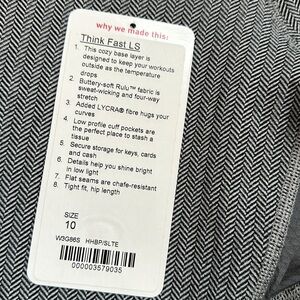 why we made this:
Think Fast LS
1. This cozy base layer is
designed to keep your workouts
outside as the temperature
drops
2. Buttery-soft Rulu™ fabric is
sweat-wicking and four-way
stretch
3. Added LYCRA® fibre hugs your
curves
4. Low profile cuff pockets are
the perfect place to stash a
tissue
5. Secure storage for keys, cards
and cash
6. Details help you shine bright
in low light
7. Flat seams are chafe-resistant
8. Tight fit, hip length
SIZE
10
W3G86S HHBP/SLTE
000003579035